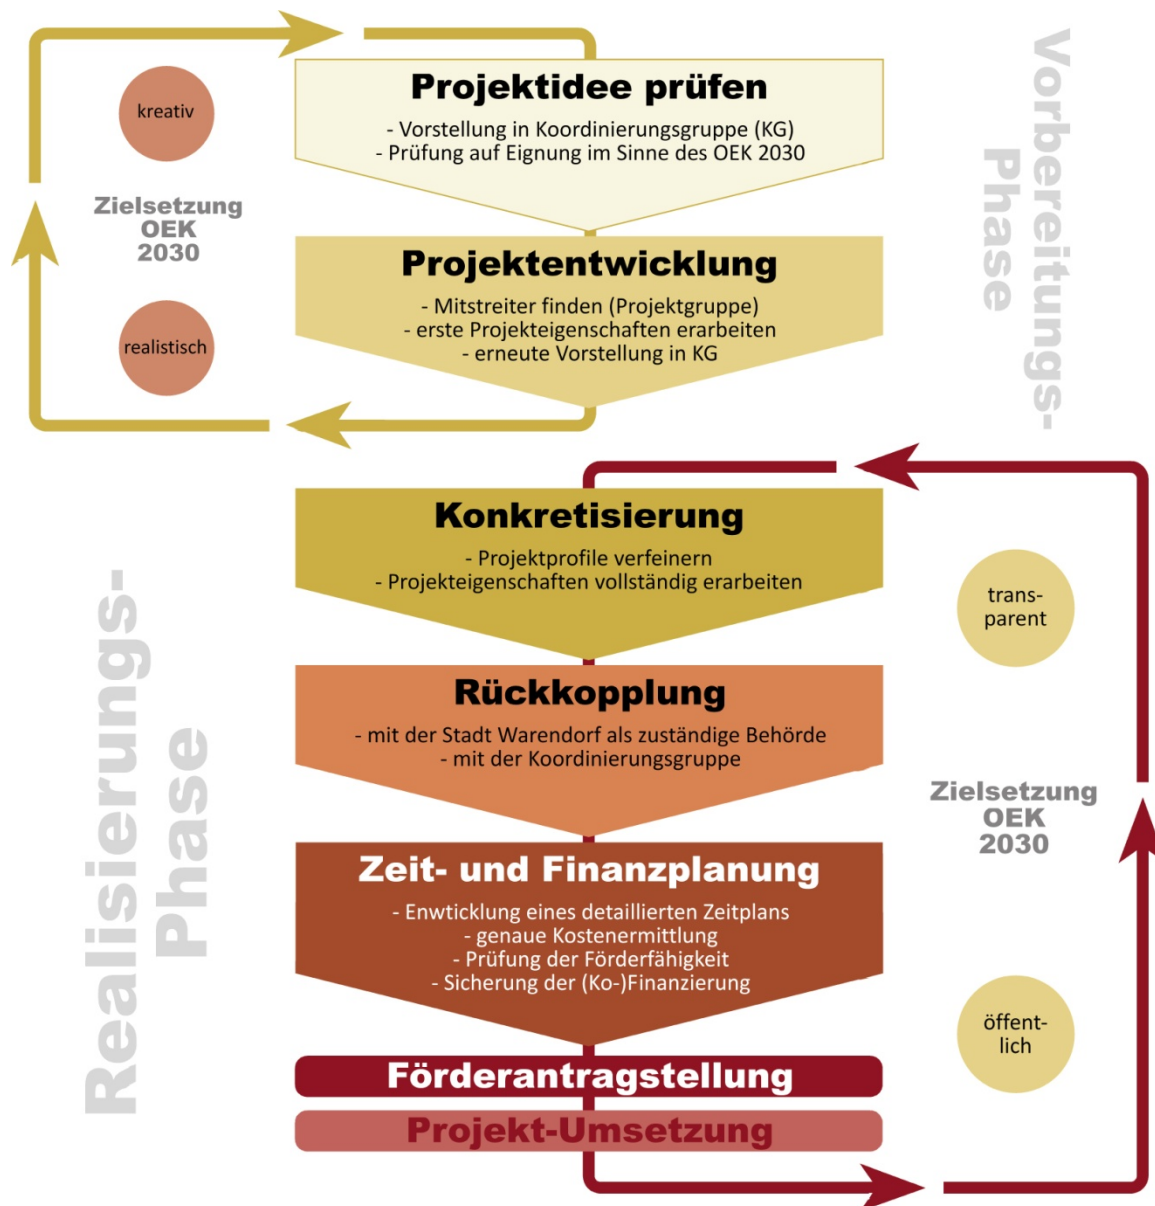 Vorbereitungs-
Phase
kreativ
Zielsetzung
OEK
2030
realistisch
Projektidee prüfen
- Vorstellung in Koordinierungsgruppe (KG)
- Prüfung auf Eignung im Sinne des OEK 2030
Projektentwicklung
- Mitstreiter finden (Projektgruppe)
- erste Projekteigenschaften erarbeiten
- erneute Vorstellung in KG
Realisierungs-
Phase
Konkretisierung
- Projektprofile verfeinern
- Projekteigenschaften vollständig erarbeiten
Rückkopplung
- mit der Stadt Warendorf als zuständige Behörde
- mit der Koordinierungsgruppe
Zeit- und Finanzplanung
- Enwticklung eines detaillierten Zeitplans
- genaue Kostenermittlung
- Prüfung der Förderfähigkeit
- Sicherung der (Ko-)Finanzierung
Förderantragstellung
Projekt-Umsetzung
trans-
parent
Zielsetzung
OEK
2030
öffent-
lich